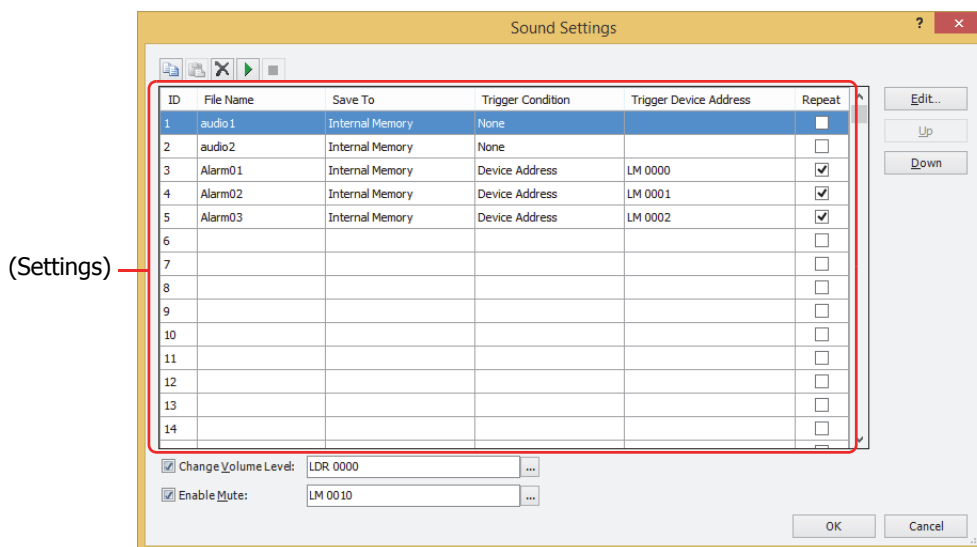 Sound Settings
?
ID File Name Save To Trigger Condition Trigger Device Address Repeat
1 audio1 Internal Memory None
2 audio2 Internal Memory None
3 Alarm01 Internal Memory Device Address LM 0000
4 Alarm02 Internal Memory Device Address LM 0001
5 Alarm03 Internal Memory Device Address LM 0002
6
7
8
9
10
11
12
13
14
Edit...
Up
Down
(Settings)
Change Volume Level: LDR 0000 ...
Enable Mute: LM 0010 ...
OK Cancel